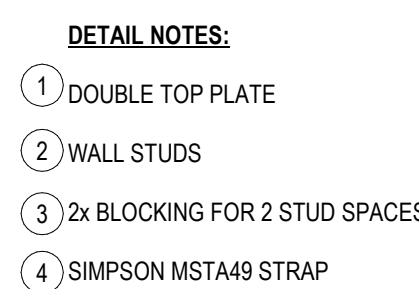 DETAIL NOTES:
1 DOUBLE TOP PLATE
2 WALL STUDS
3 2x BLOCKING FOR 2 STUD SPACES
4 SIMPSON MSTA49 STRAP